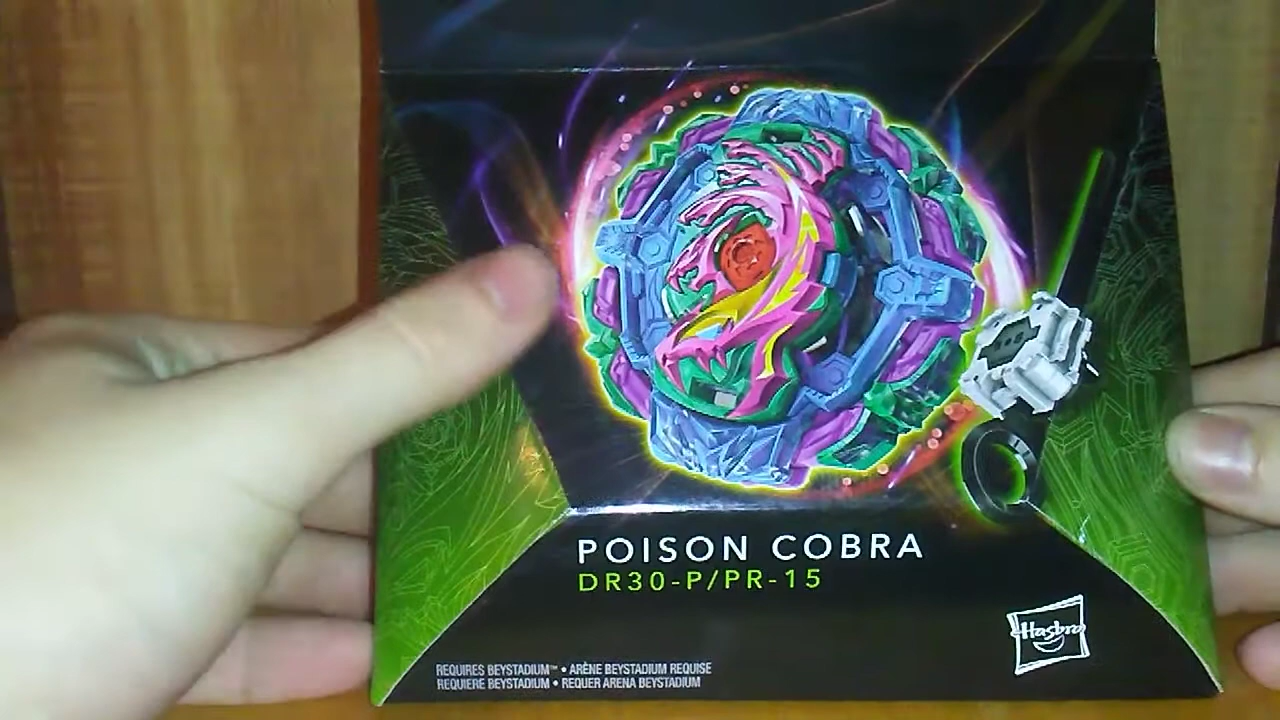 POISON COBRA
DR30-P/PR-15
Hasbro
REQUIRES BEYSTADIUM™ • ARÈNE BEYSTADIUM REQUISE
REQUIERE BEYSTADIUM • REQUER ARENA BEYSTADIUM